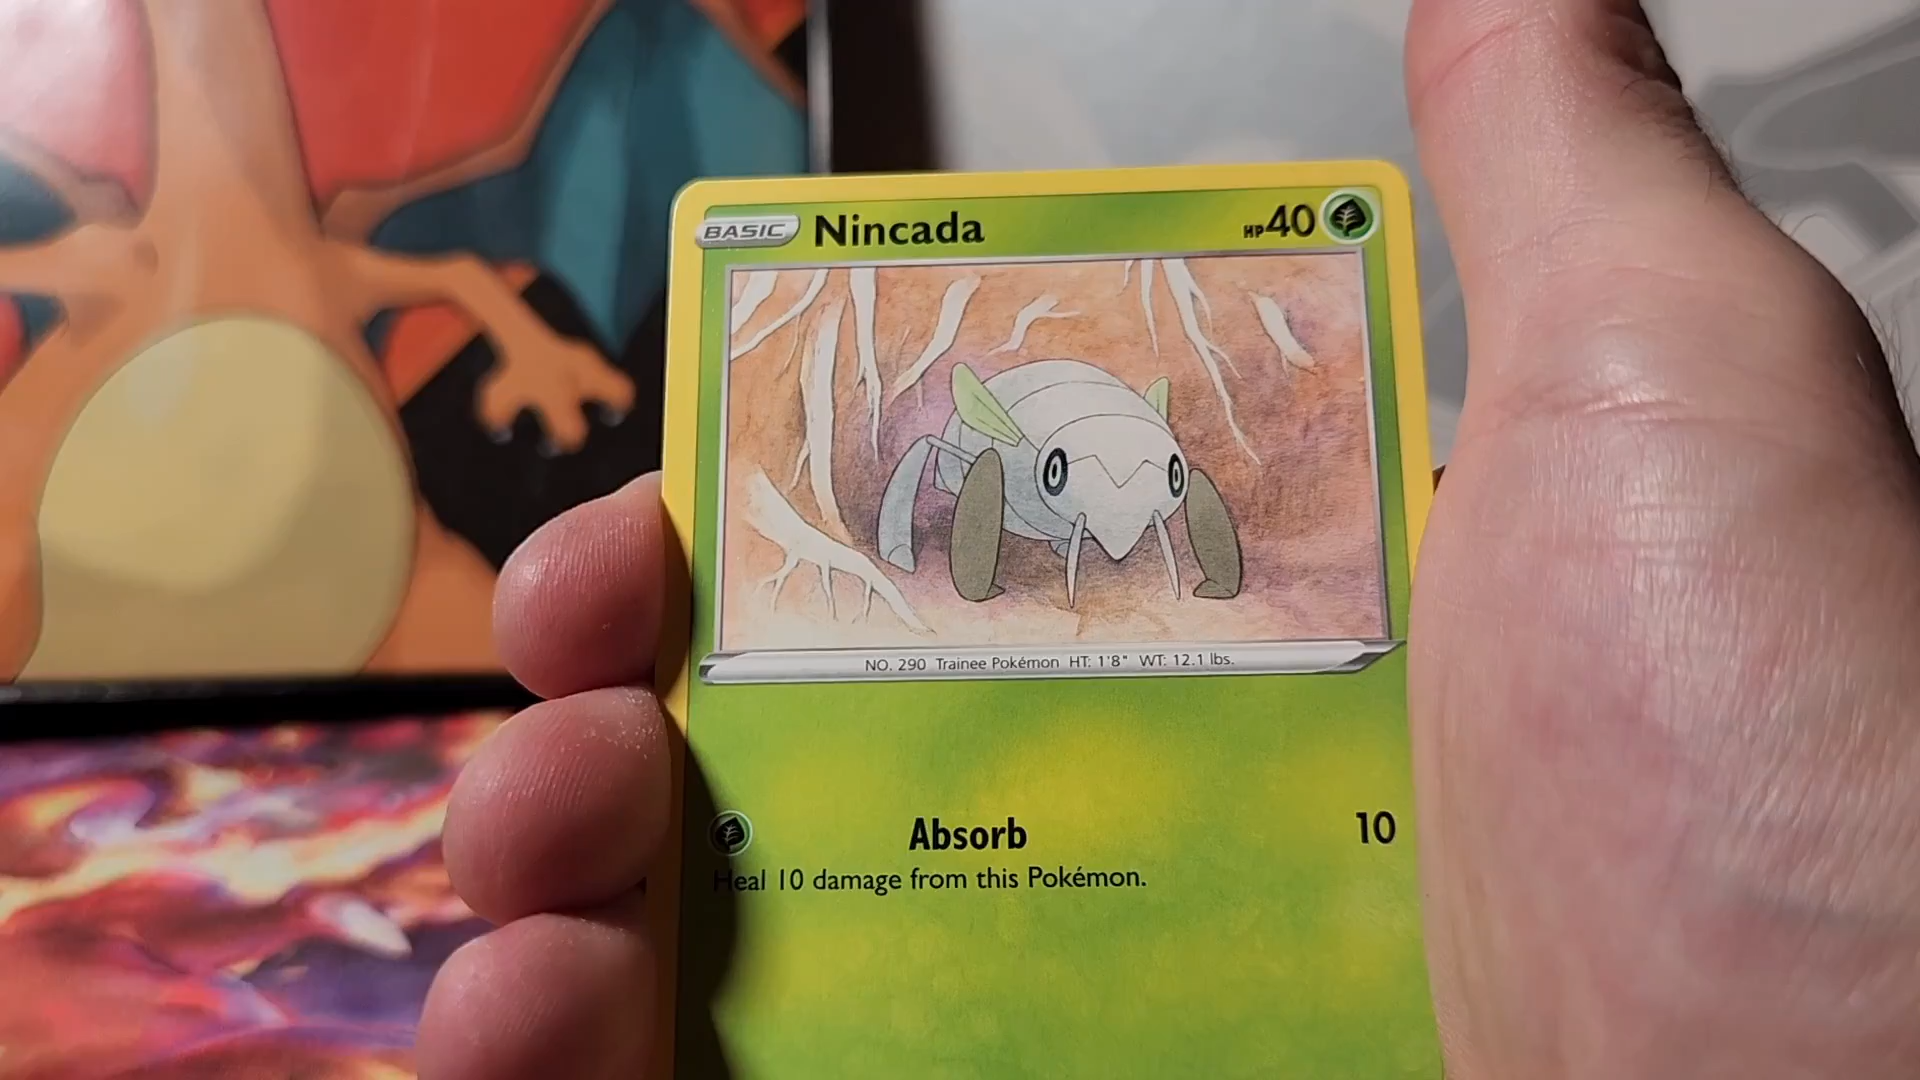 BASIC Nincada HP40
NO. 290 Trainee Pokémon HT: 1'8" WT: 12.1 lbs.
Absorb 10
Heal 10 damage from this Pokémon.